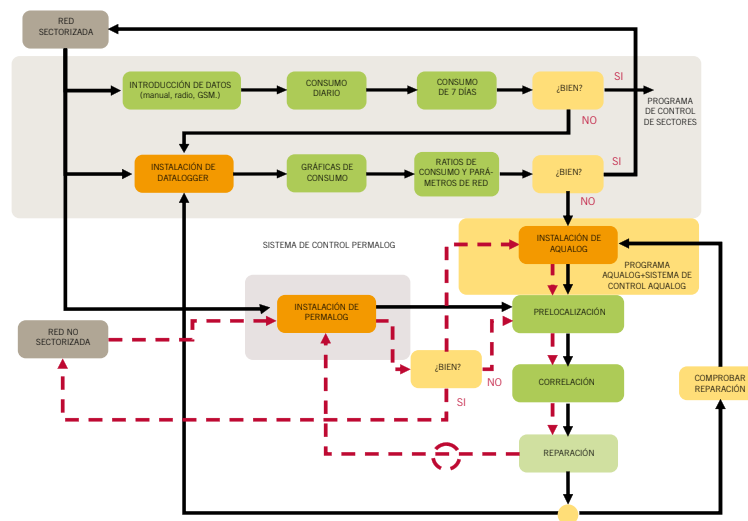 RED
SECTORIZADA
INTRODUCCIÓN DE DATOS
(manual, radio, GSM.)
CONSUMO
DIARIO
CONSUMO
DE 7 DÍAS
¿BIEN?
SI
NO
PROGRAMA
DE CONTROL
DE SECTORES
INSTALACIÓN DE
DATALOGGER
GRÁFICAS DE
CONSUMO
RATIOS DE
CONSUMO Y PARÁ-
METROS DE RED
¿BIEN?
SI
NO
SISTEMA DE CONTROL PERMALOG
INSTALACIÓN DE
AQUALOG
PROGRAMA
AQUALOG+SISTEMA DE
CONTROL AQUALOG
INSTALACIÓN DE
PERMALOG
PRELOCALIZACIÓN
RED NO
SECTORIZADA
¿BIEN?
NO
SI
CORRELACIÓN
COMPROBAR
REPARACIÓN
REPARACIÓN